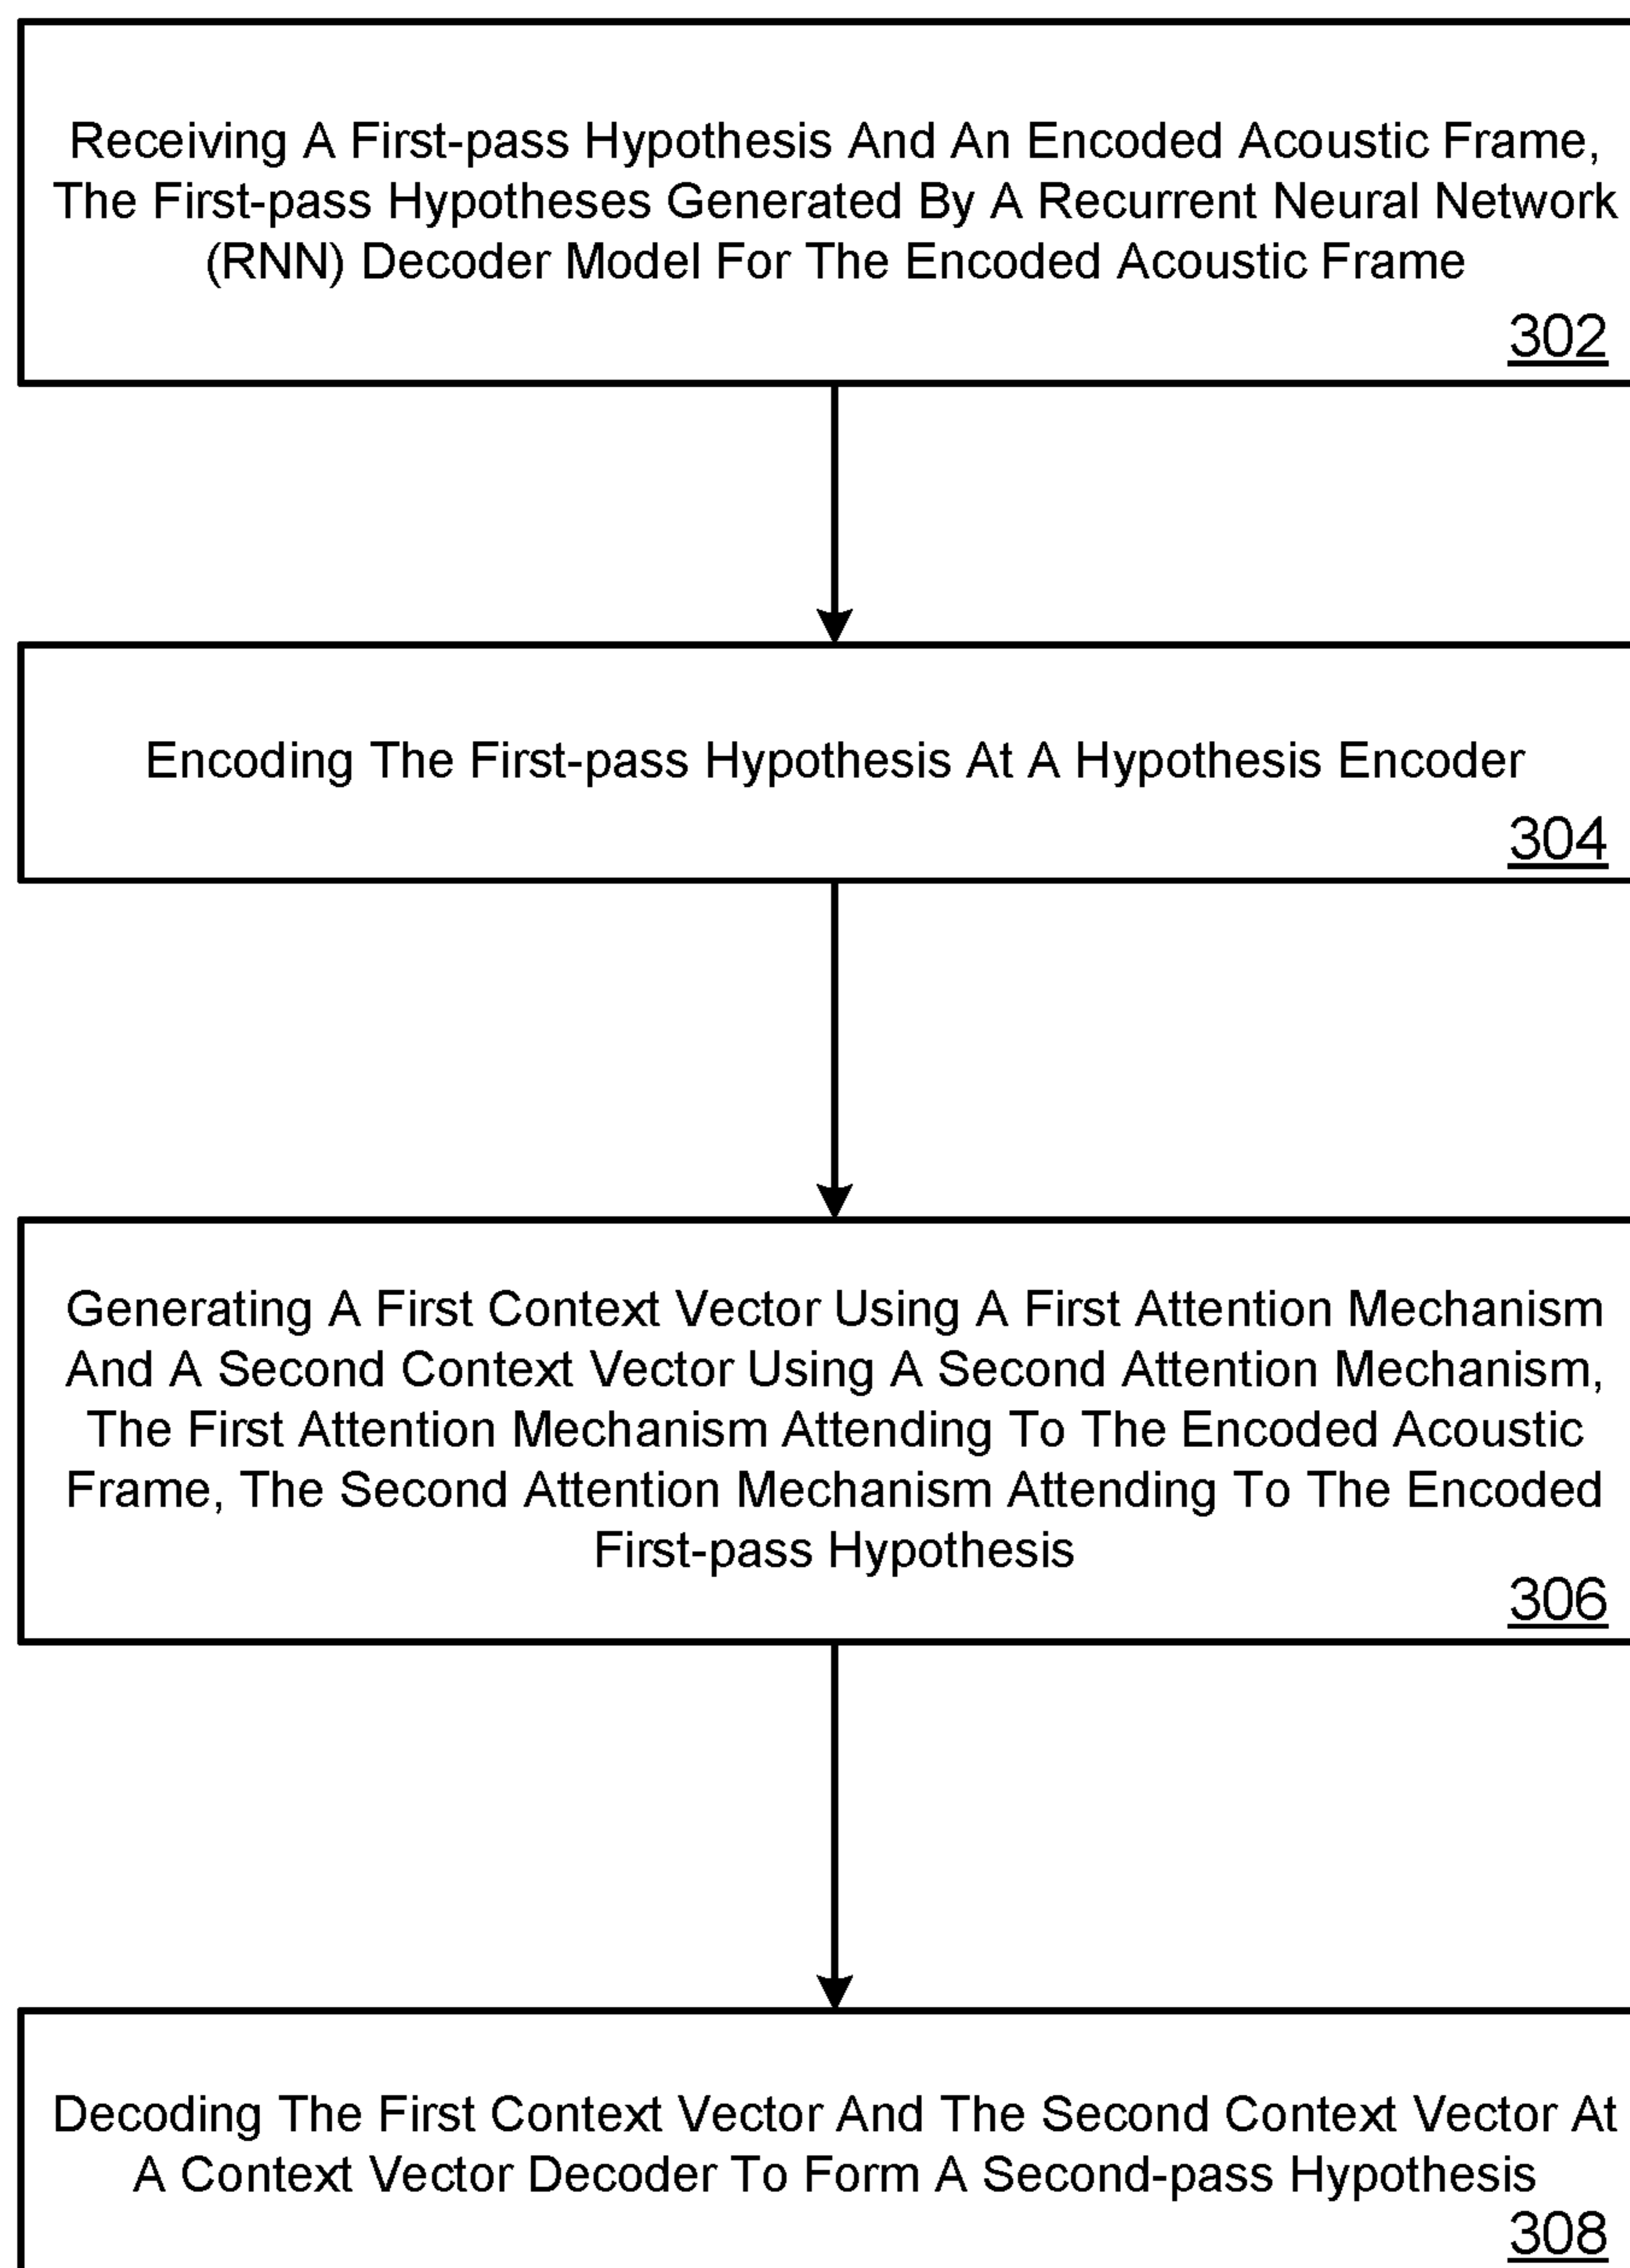 Receiving A First-pass Hypothesis And An Encoded Acoustic Frame,
The First-pass Hypotheses Generated By A Recurrent Neural Network
(RNN) Decoder Model For The Encoded Acoustic Frame
302
Encoding The First-pass Hypothesis At A Hypothesis Encoder
304
Generating A First Context Vector Using A First Attention Mechanism
And A Second Context Vector Using A Second Attention Mechanism,
The First Attention Mechanism Attending To The Encoded Acoustic
Frame, The Second Attention Mechanism Attending To The Encoded
First-pass Hypothesis
306
Decoding The First Context Vector And The Second Context Vector At
A Context Vector Decoder To Form A Second-pass Hypothesis
308